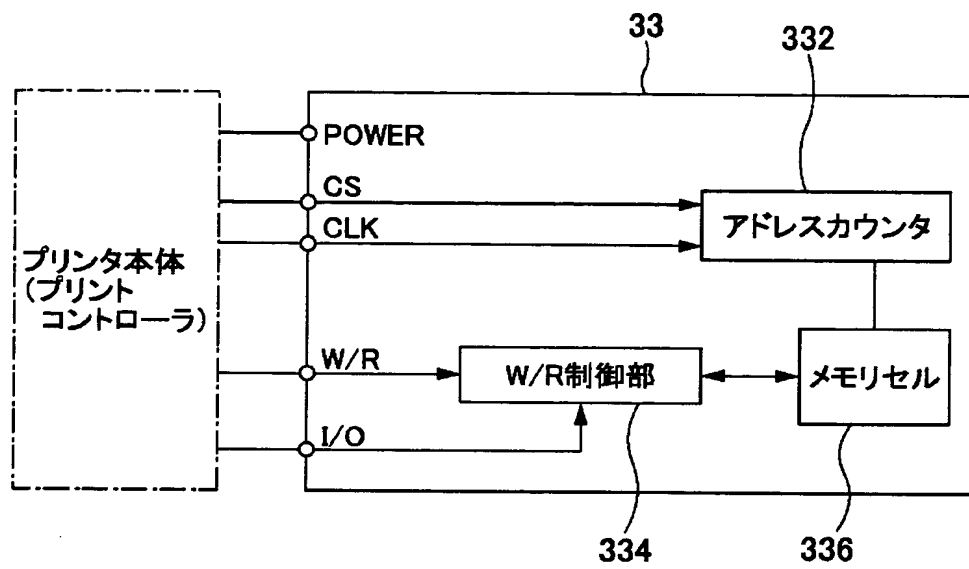 33
332
POWER
CS
CLK
アドレスカウンタ
プリンタ本体
(プリント
コントローラ)
W/R
W/R制御部
メモリセル
I/O
334
336